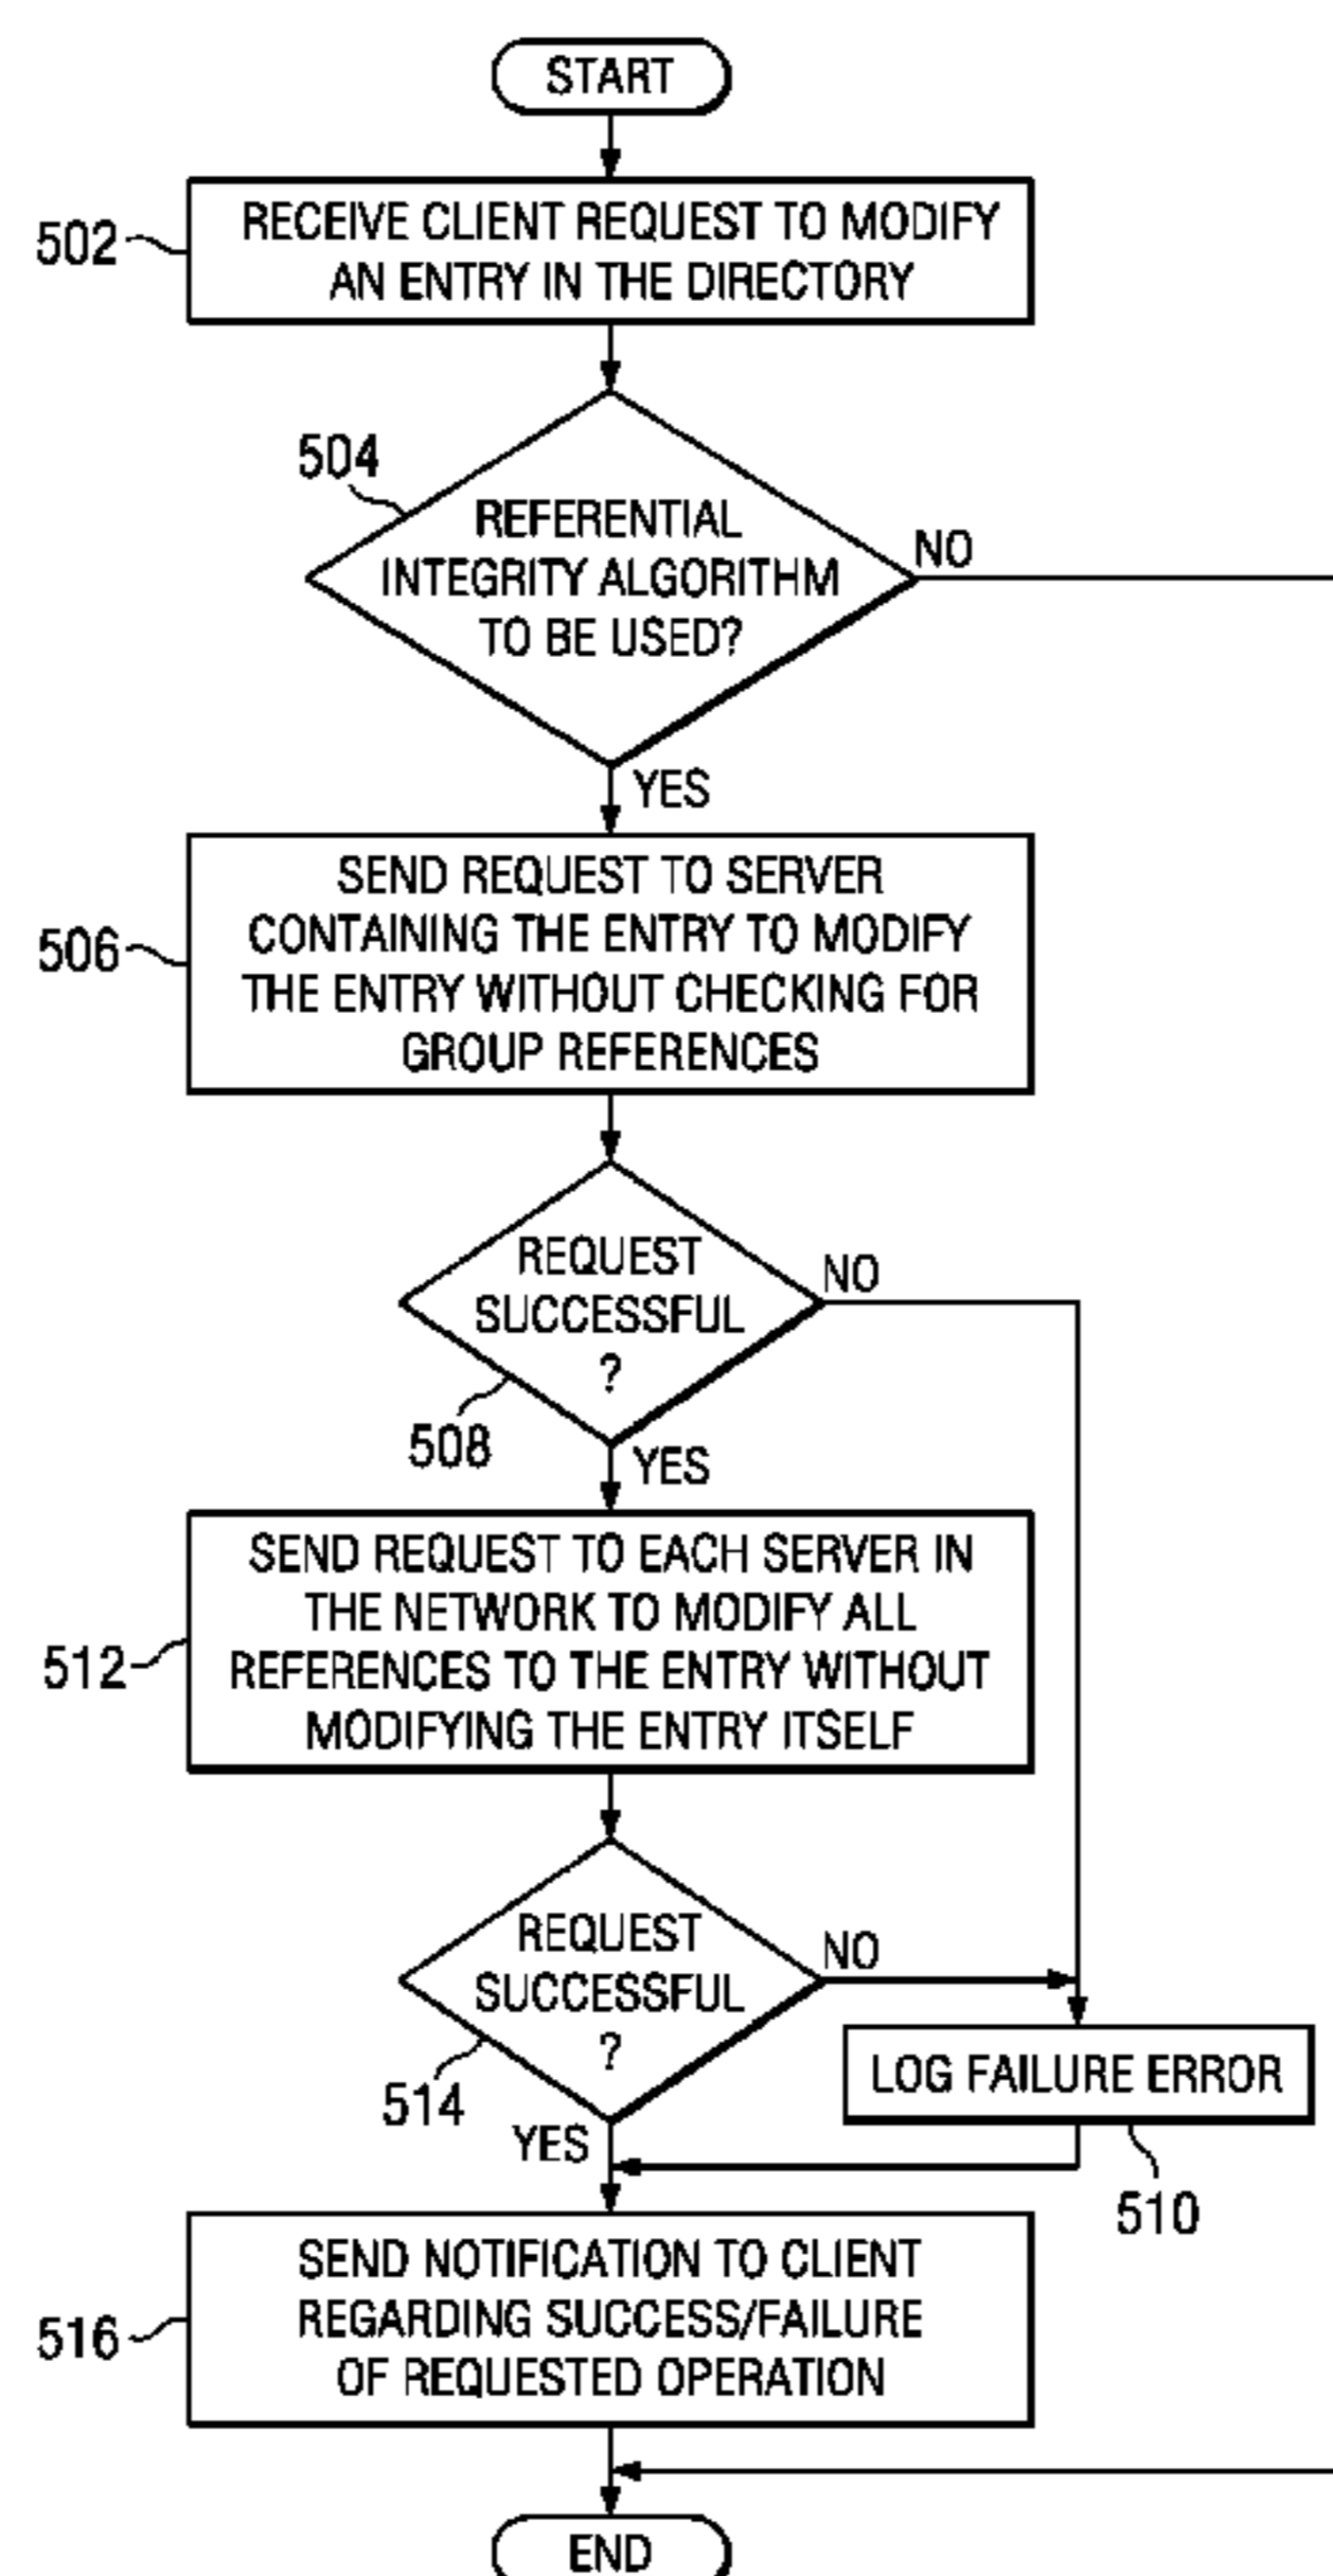 START
502
RECEIVE CLIENT REQUEST TO MODIFY
AN ENTRY IN THE DIRECTORY
504
REFERENTIAL
INTEGRITY ALGORITHM
TO BE USED?
NO
YES
506
SEND REQUEST TO SERVER
CONTAINING THE ENTRY TO MODIFY
THE ENTRY WITHOUT CHECKING FOR
GROUP REFERENCES
REQUEST
SUCCESSFUL
?
NO
508
YES
512
SEND REQUEST TO EACH SERVER IN
THE NETWORK TO MODIFY ALL
REFERENCES TO THE ENTRY WITHOUT
MODIFYING THE ENTRY ITSELF
REQUEST
SUCCESSFUL
?
NO
514
YES
LOG FAILURE ERROR
510
516
SEND NOTIFICATION TO CLIENT
REGARDING SUCCESS/FAILURE
OF REQUESTED OPERATION
END